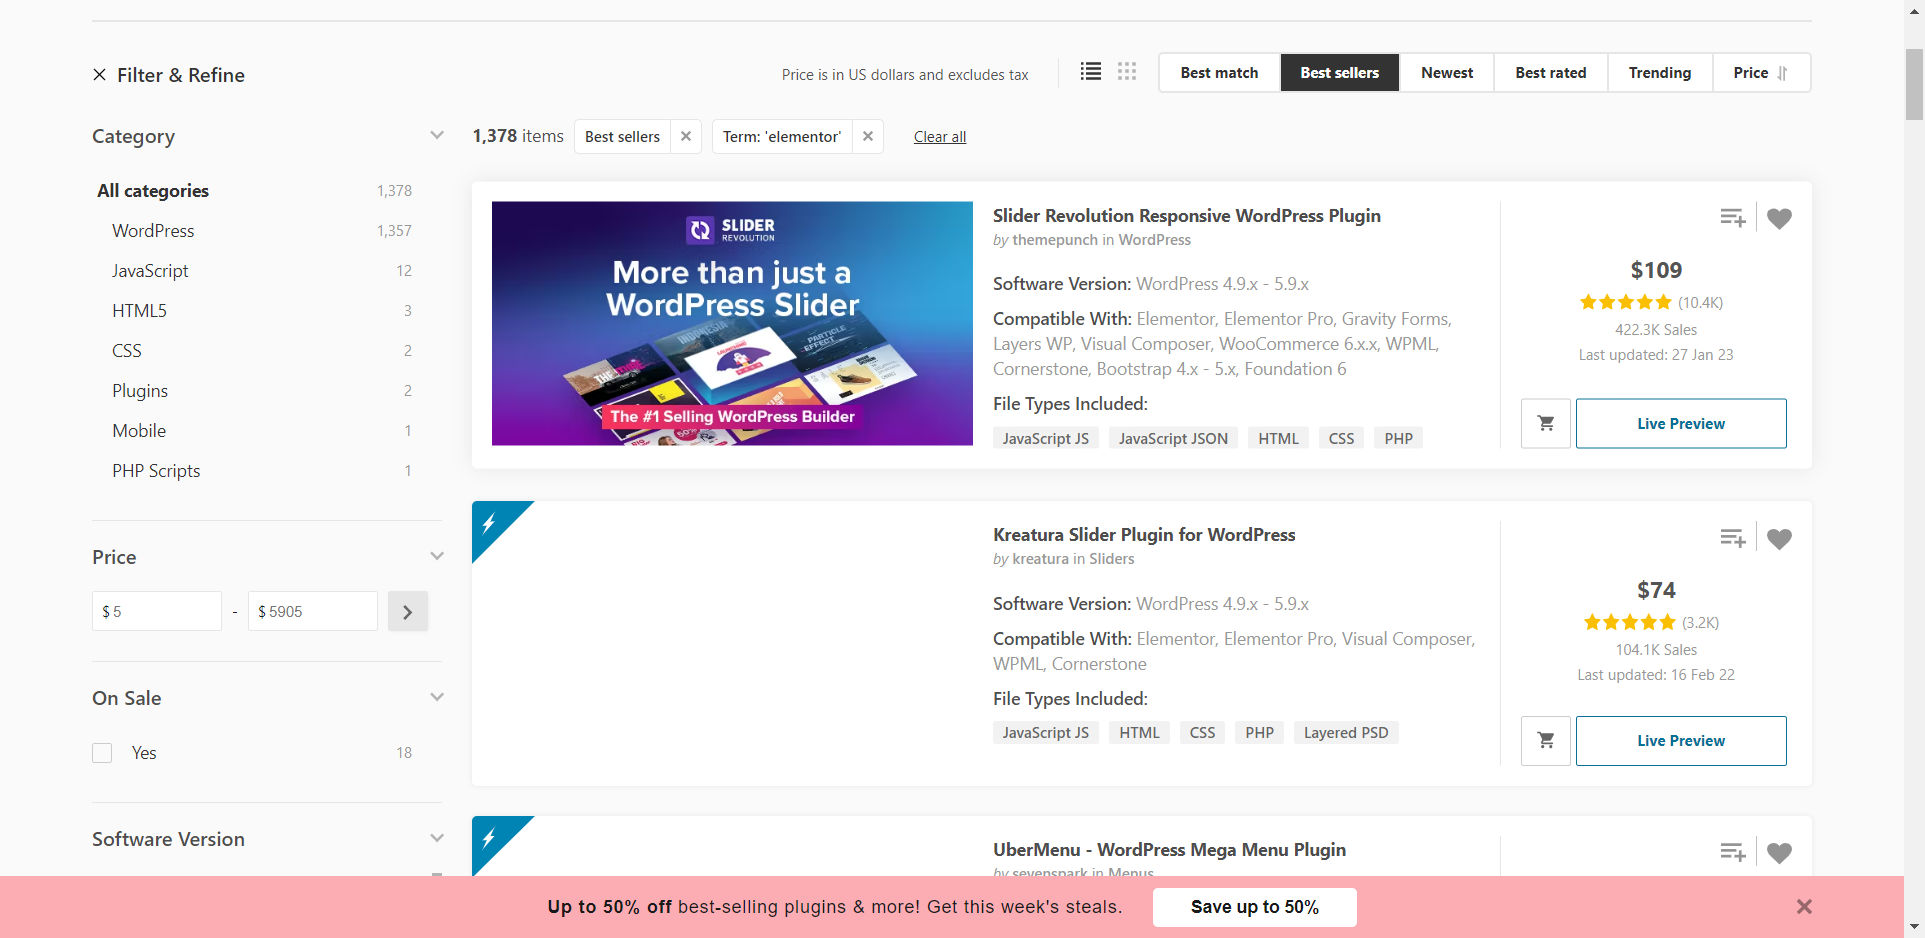 Filter & Refine
Price is in US dollars and excludes tax
Best match
Best sellers
Newest
Best rated
Trending
Price
Category
1,378 items
Best sellers
Term: 'elementor'
Clear all
All categories 1,378
WordPress 1,357
JavaScript 12
HTML5 3
CSS 2
Plugins 2
Mobile 1
PHP Scripts 1
Price
$ 5 - $ 5905
On Sale
Yes 18
Software Version
SLIDER
REVOLUTION
More than just a
WordPress Slider
The #1 Selling WordPress Builder
Slider Revolution Responsive WordPress Plugin
by themepunch in WordPress
Software Version: WordPress 4.9.x - 5.9.x
Compatible With: Elementor, Elementor Pro, Gravity Forms,
Layers WP, Visual Composer, WooCommerce 6.x.x, WPML,
Cornerstone, Bootstrap 4.x - 5.x, Foundation 6
File Types Included:
JavaScript JS
JavaScript JSON
HTML
CSS
PHP
$109
(10.4K)
422.3K Sales
Last updated: 27 Jan 23
Live Preview
Kreatura Slider Plugin for WordPress
by kreatura in Sliders
Software Version: WordPress 4.9.x - 5.9.x
Compatible With: Elementor, Elementor Pro, Visual Composer,
WPML, Cornerstone
File Types Included:
JavaScript JS
HTML
CSS
PHP
Layered PSD
$74
(3.2K)
104.1K Sales
Last updated: 16 Feb 22
Live Preview
UberMenu - WordPress Mega Menu Plugin
by sevenspark in Menus
Up to 50% off best-selling plugins & more! Get this week's steals.
Save up to 50%